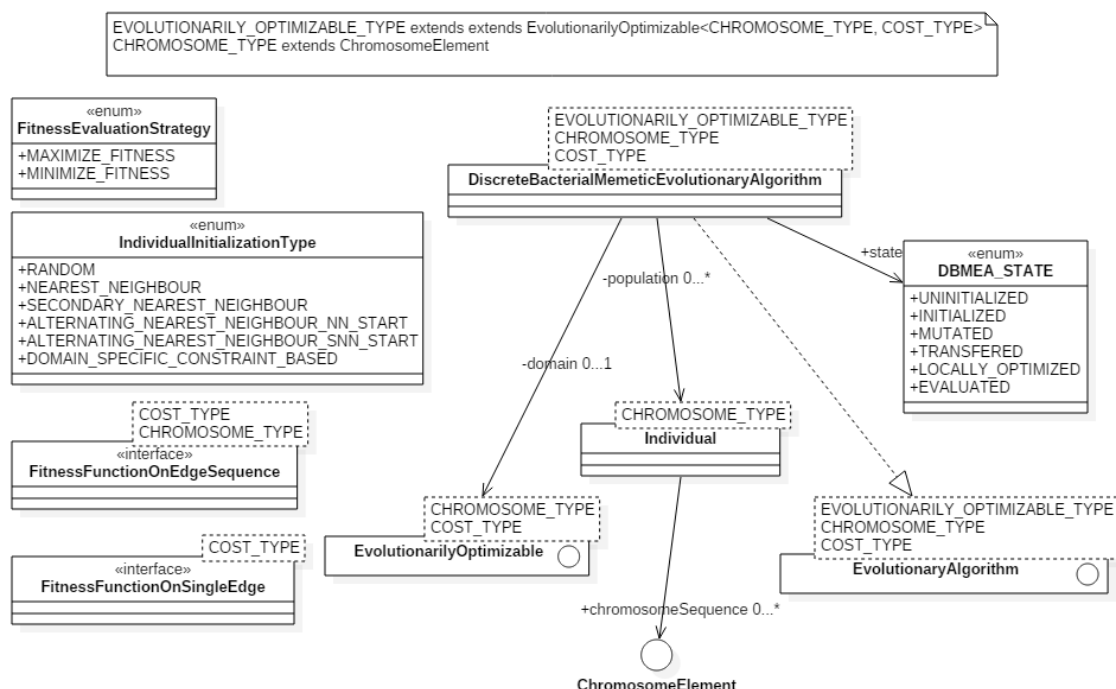 EVOLUTIONARILY_OPTIMIZABLE_TYPE extends extends EvolutionarilyOptimizable<CHROMOSOME_TYPE, COST_TYPE>
CHROMOSOME_TYPE extends ChromosomeElement
«enum»
FitnessEvaluationStrategy
+MAXIMIZE_FITNESS
+MINIMIZE_FITNESS
EVOLUTIONARILY_OPTIMIZABLE_TYPE
CHROMOSOME_TYPE
COST_TYPE
DiscreteBacterialMemeticEvolutionaryAlgorithm
«enum»
IndividualInitializationType
+RANDOM
+NEAREST_NEIGHBOUR
+SECONDARY_NEAREST_NEIGHBOUR
+ALTERNATING_NEAREST_NEIGHBOUR_NN_START
+ALTERNATING_NEAREST_NEIGHBOUR_SNN_START
+DOMAIN_SPECIFIC_CONSTRAINT_BASED
+state
«enum»
DBMEA_STATE
+UNINITIALIZED
+INITIALIZED
+MUTATED
+TRANSFERED
+LOCALLY_OPTIMIZED
+EVALUATED
-population 0...*
-domain 0...1
COST_TYPE
CHROMOSOME_TYPE
«interface»
FitnessFunctionOnEdgeSequence
CHROMOSOME_TYPE
Individual
CHROMOSOME_TYPE
COST_TYPE
EvolutionarilyOptimizable
EVOLUTIONARILY_OPTIMIZABLE_TYPE
CHROMOSOME_TYPE
COST_TYPE
EvolutionaryAlgorithm
COST_TYPE
«interface»
FitnessFunctionOnSingleEdge
+chromosomeSequence 0...*
ChromosomeElement